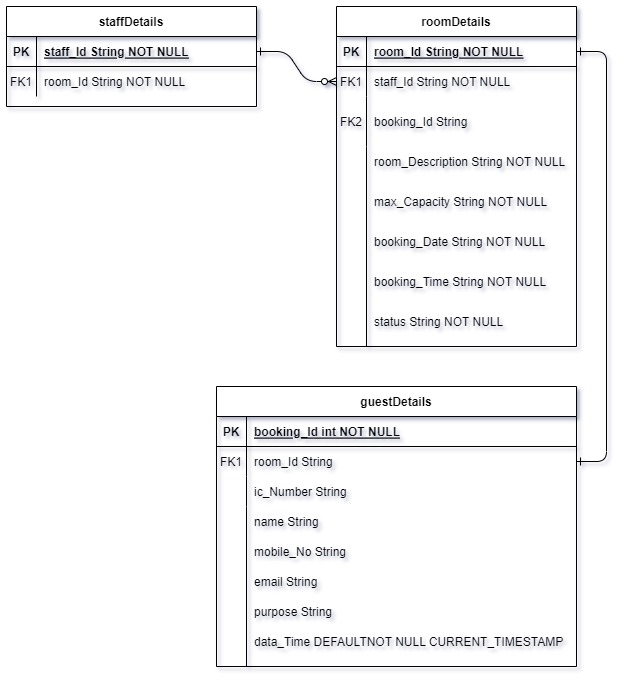 staffDetails
PK staff_Id String NOT NULL
FK1 room_Id String NOT NULL
roomDetails
PK room_Id String NOT NULL
FK1 staff_Id String NOT NULL
FK2 booking_Id String
room_Description String NOT NULL
max_Capacity String NOT NULL
booking_Date String NOT NULL
booking_Time String NOT NULL
status String NOT NULL
guestDetails
PK booking_Id int NOT NULL
FK1 room_Id String
ic_Number String
name String
mobile_No String
email String
purpose String
data_Time DEFAULTNOT NULL CURRENT_TIMESTAMP